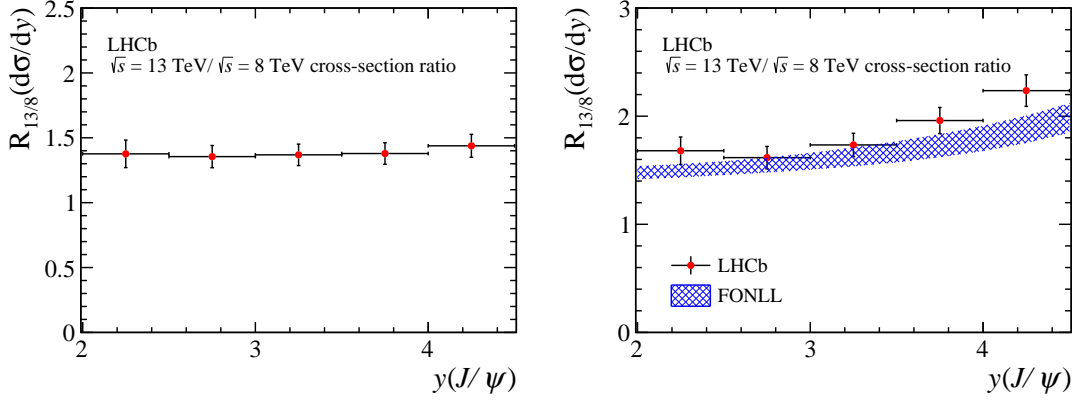 R13/8(dσ/dy)
2.5
2
1.5
1
0.5
0
LHCb
√s = 13 TeV/ √s = 8 TeV cross-section ratio
2
3
4
y(J/ψ)
R13/8(dσ/dy)
3
2
1
0
LHCb
√s = 13 TeV/ √s = 8 TeV cross-section ratio
LHCb
FONLL
2
3
4
y(J/ψ)